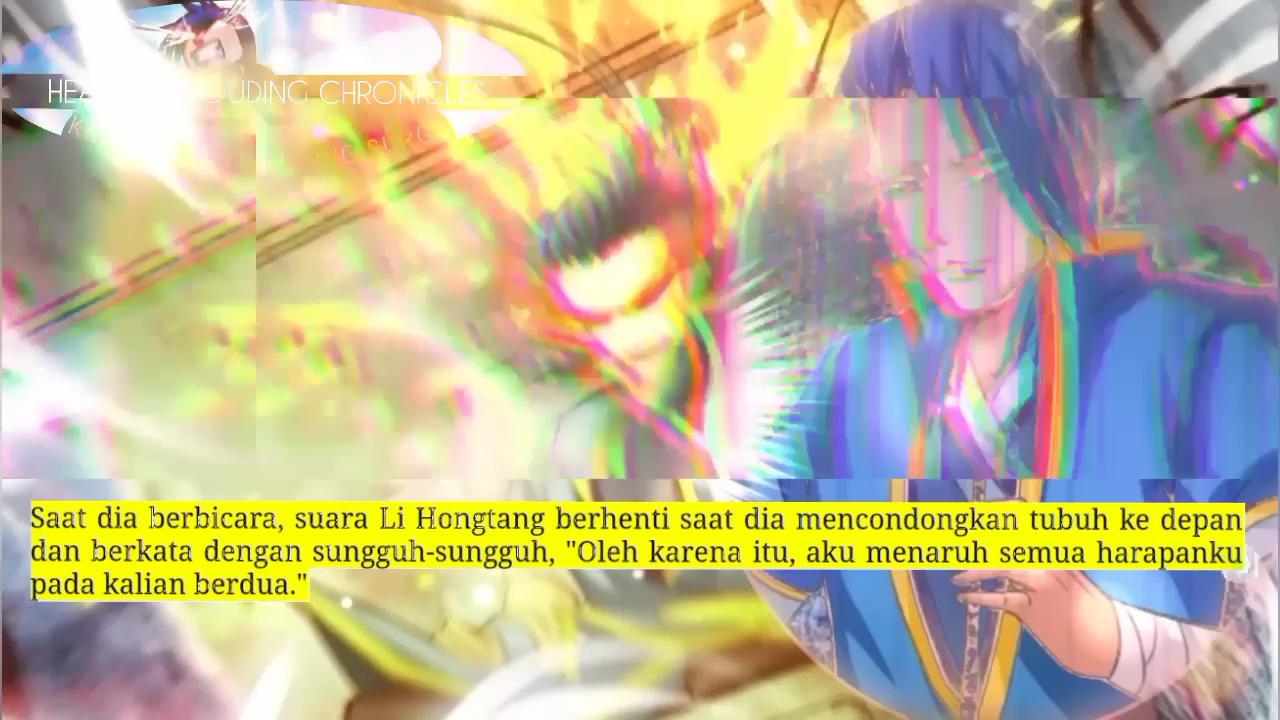 HEA UDING CHRONICLES
Saat dia berbicara, suara Li Hongtang berhenti saat dia mencondongkan tubuh ke depan
dan berkata dengan sungguh-sungguh, "Oleh karena itu, aku menaruh semua harapanku
pada kalian berdua."